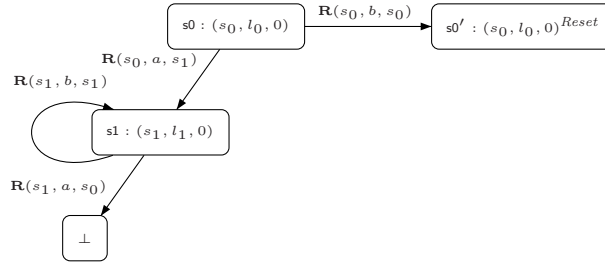 s0 : (s₀, l₀, 0)
R(s₀, b, s₀)
s0′ : (s₀, l₀, 0)ᴿᵉˢᵉᵗ
R(s₀, a, s₁)
R(s₁, b, s₁)
s1 : (s₁, l₁, 0)
R(s₁, a, s₀)
⊥